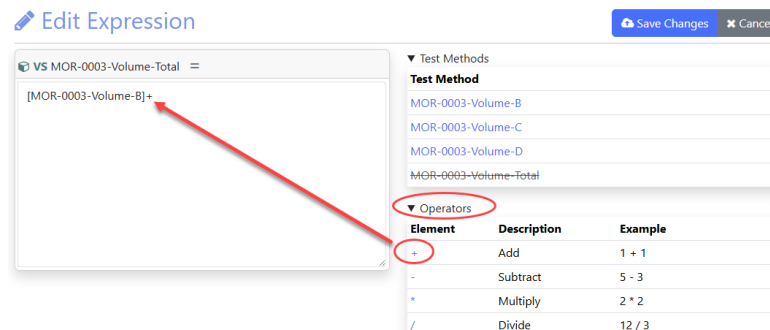 Edit Expression
Save Changes
Cance
VS MOR-0003-Volume-Total =
[MOR-0003-Volume-B]+
▼ Test Methods
Test Method
MOR-0003-Volume-B
MOR-0003-Volume-C
MOR-0003-Volume-D
MOR-0003-Volume-Total
▼ Operators
Element Description Example
+ Add 1 + 1
- Subtract 5 - 3
* Multiply 2 * 2
/ Divide 12 / 3